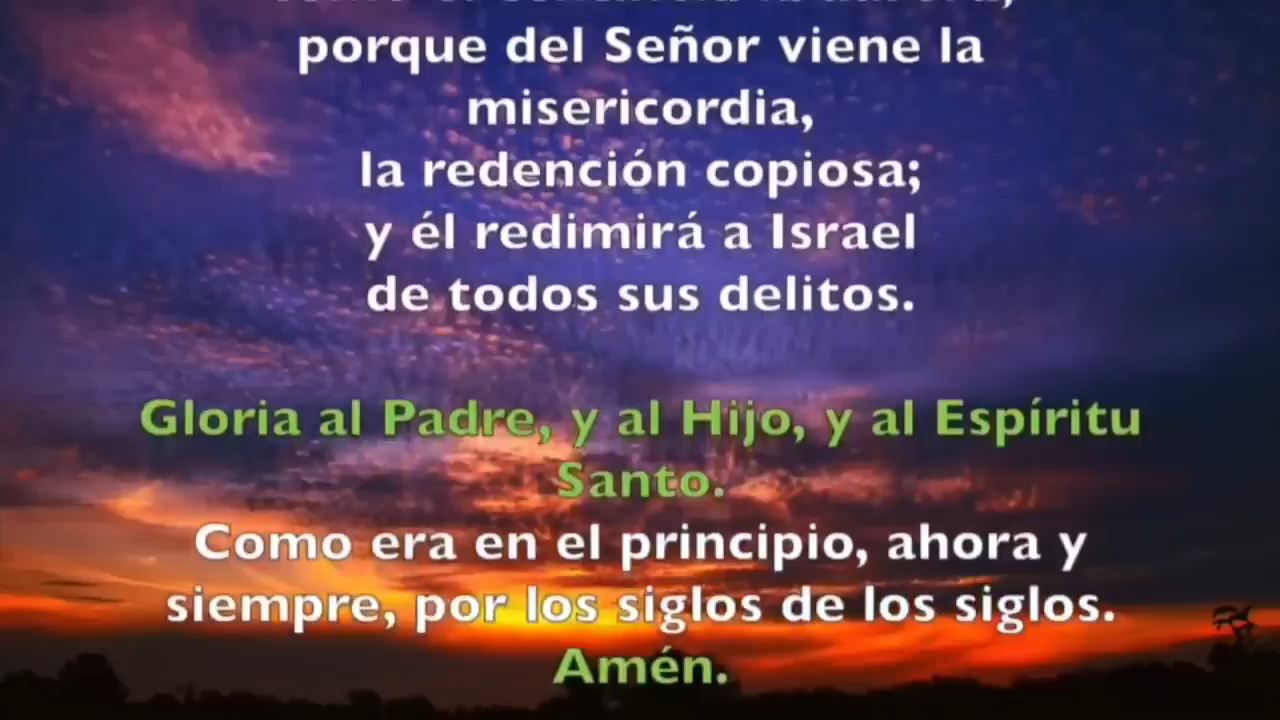 porque del Señor viene la
misericordia,
la redención copiosa;
y él redimirá a Israel
de todos sus delitos.
Gloria al Padre, y al Hijo, y al Espíritu
Santo.
Como era en el principio, ahora y
siempre, por los siglos de los siglos.
Amén.